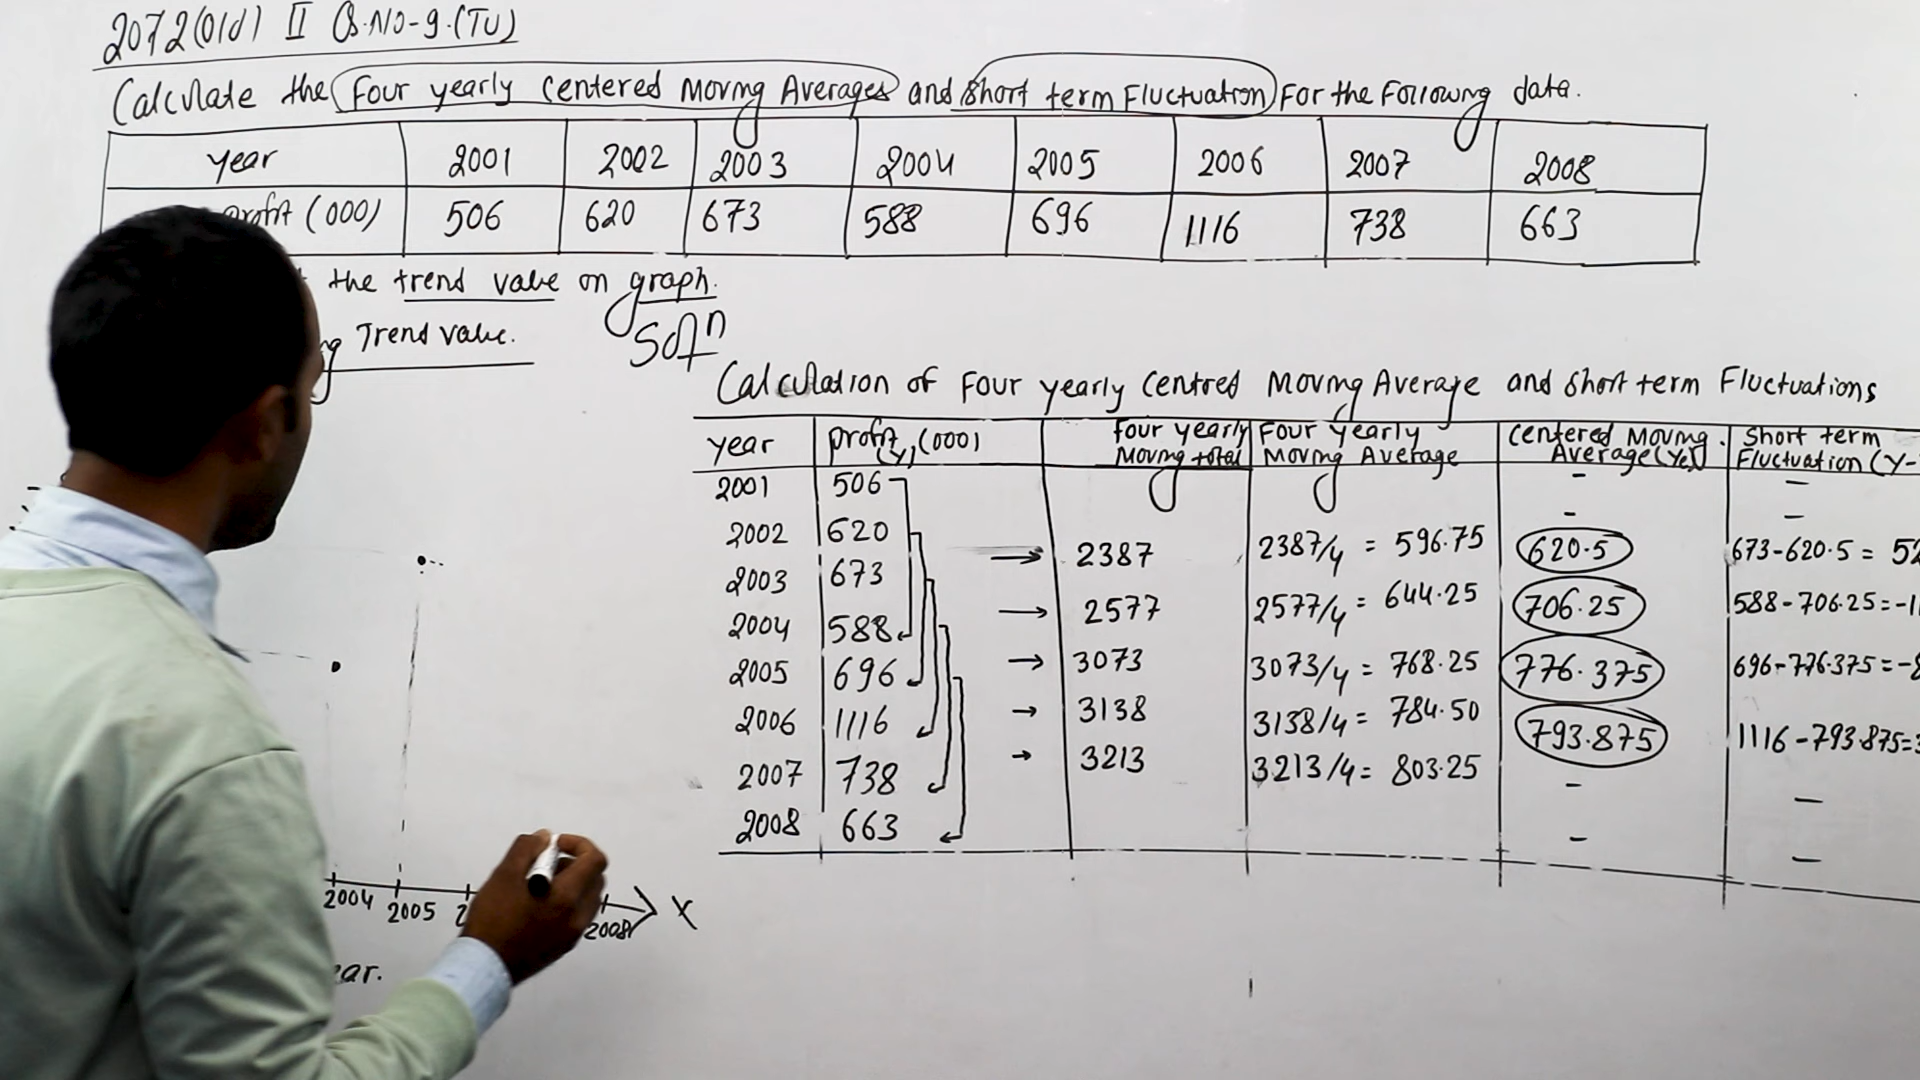 2072(Old) II Q.No-9.(TU)
Calculate the Four yearly Centered Moving Averages and Short term Fluctuation For the Following data.
year 2001 2002 2003 2004 2005 2006 2007 2008
profit (000) 506 620 673 588 696 1116 738 663
the trend value on graph.
Trend value.
Soln
Calculation of Four yearly Centred Moving Average and Short term Fluctuations
year profit (y) (000) four yearly Moving total Four yearly Moving Average Centered Moving Average (Yc) Short term Fluctuation (Y-
2001 506 - -
2002 620 - -
2387 2387/4 = 596.75
2003 673 620.5 673-620.5 = 52
2577 2577/4 = 644.25
2004 588 706.25 588-706.25=-11
3073 3073/4 = 768.25
2005 696 776.375 696-776.375=-8
3138 3138/4 = 784.50
2006 1116 793.875 1116-793.875=3
3213 3213/4= 803.25
2007 738 - -
2008 663 - -
2004 2005 2 2008 X
ear.